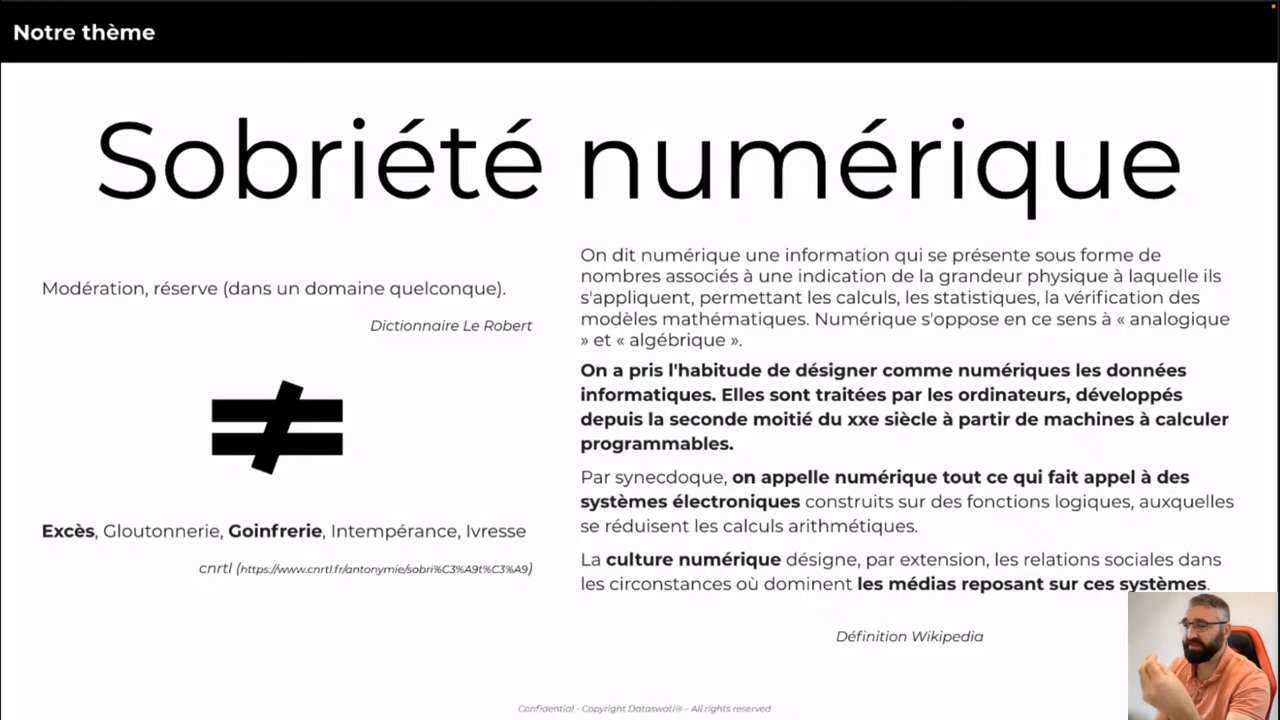 Notre thème
Sobriété numérique
Modération, réserve (dans un domaine quelconque).
Dictionnaire Le Robert
≠
Excès, Gloutonnerie, Goinfrerie, Intempérance, Ivresse
cnrtl (https://www.cnrtl.fr/antonymie/sobri%C3%A9t%C3%A9)
On dit numérique une information qui se présente sous forme de
nombres associés à une indication de la grandeur physique à laquelle ils
s'appliquent, permettant les calculs, les statistiques, la vérification des
modèles mathématiques. Numérique s'oppose en ce sens à « analogique
» et « algébrique ».
On a pris l'habitude de désigner comme numériques les données
informatiques. Elles sont traitées par les ordinateurs, développés
depuis la seconde moitié du xxe siècle à partir de machines à calculer
programmables.
Par synecdoque, on appelle numérique tout ce qui fait appel à des
systèmes électroniques construits sur des fonctions logiques, auxquelles
se réduisent les calculs arithmétiques.
La culture numérique désigne, par extension, les relations sociales dans
les circonstances où dominent les médias reposant sur ces systèmes.
Définition Wikipedia
Confidential - Copyright Dataswati® - All rights reserved